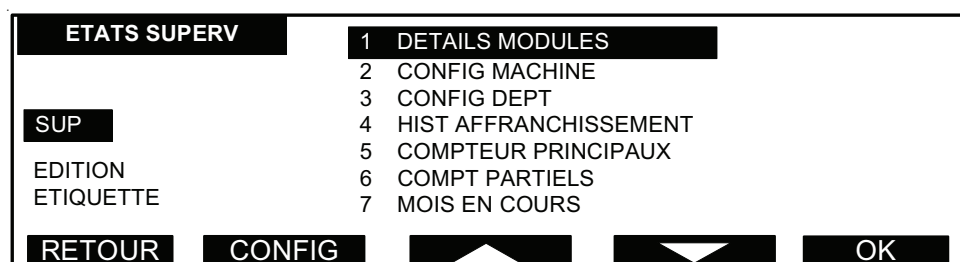 ETATS SUPERV
1 DETAILS MODULES
2 CONFIG MACHINE
3 CONFIG DEPT
SUP
4 HIST AFFRANCHISSEMENT
5 COMPTEUR PRINCIPAUX
EDITION
6 COMPT PARTIELS
ETIQUETTE
7 MOIS EN COURS
RETOUR CONFIG OK